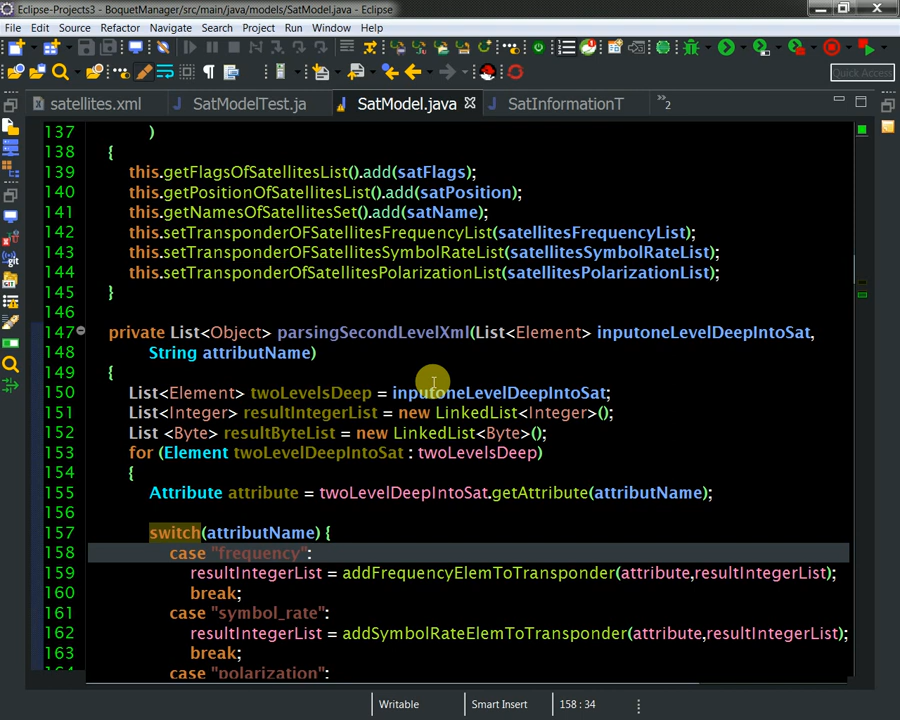 Eclipse-Projects3 - BoquetManager/src/main/java/models/SatModel.java - Eclipse
File Edit Source Refactor Navigate Search Project Run Window Help
Quick Access
satellites.xml SatModelTest.ja SatModel.java SatInformationT »2
137 )
138 {
139 this.getFlagsOfSatellitesList().add(satFlags);
140 this.getPositionOfSatellitesList().add(satPosition);
141 this.getNamesOfSatellitesSet().add(satName);
142 this.setTransponderOFSatellitesFrequencyList(satellitesFrequencyList);
143 this.setTransponderOFSatellitesSymbolRateList(satellitesSymbolRateList);
144 this.setTransponderOfSatellitesPolarizationList(satellitesPolarizationList);
145 }
146
147 private List<Object> parsingSecondLevelXml(List<Element> inputoneLevelDeepIntoSat,
148 String attributName)
149 {
150 List<Element> twoLevelsDeep = inputoneLevelDeepIntoSat;
151 List<Integer> resultIntegerList = new LinkedList<Integer>();
152 List <Byte> resultByteList = new LinkedList<Byte>();
153 for (Element twoLevelDeepIntoSat : twoLevelsDeep)
154 {
155 Attribute attribute = twoLevelDeepIntoSat.getAttribute(attributName);
156
157 switch(attributName) {
158 case "frequency":
159 resultIntegerList = addFrequencyElemToTransponder(attribute,resultIntegerList);
160 break;
161 case "symbol_rate":
162 resultIntegerList = addSymbolRateElemToTransponder(attribute,resultIntegerList);
163 break;
164 case "polarization":
Writable Smart Insert 158 : 34